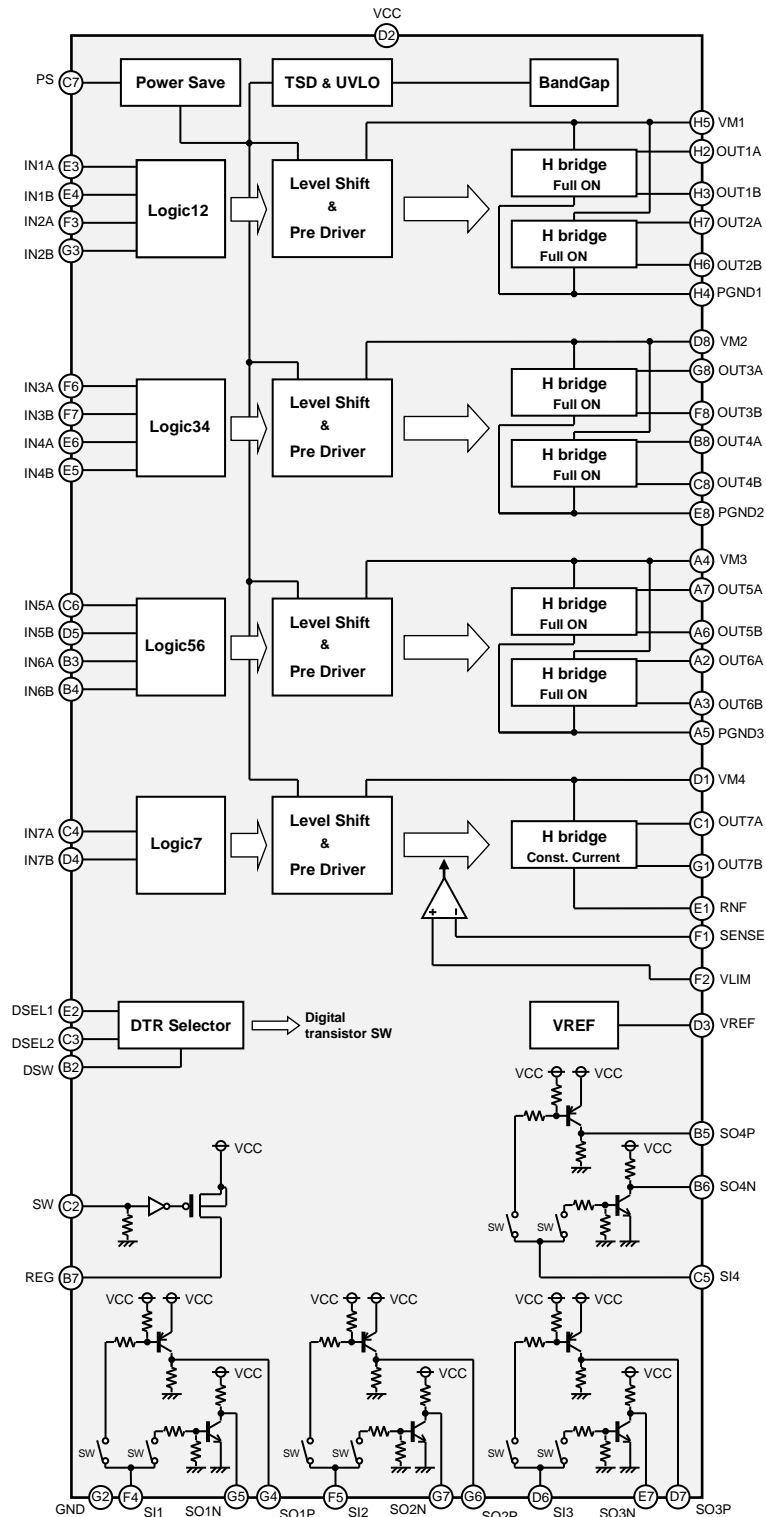 VCC
D2
PS C7 Power Save TSD & UVLO BandGap
H5 VM1
IN1A E3
IN1B E4
IN2A F3
IN2B G3
Logic12
Level Shift
&
Pre Driver
H bridge
Full ON
H bridge
Full ON
H2 OUT1A
H3 OUT1B
H7 OUT2A
H6 OUT2B
H4 PGND1
D8 VM2
IN3A F6
IN3B F7
IN4A E6
IN4B E5
Logic34
Level Shift
&
Pre Driver
H bridge
Full ON
H bridge
Full ON
G8 OUT3A
F8 OUT3B
B8 OUT4A
C8 OUT4B
E8 PGND2
A4 VM3
IN5A C6
IN5B D5
IN6A B3
IN6B B4
Logic56
Level Shift
&
Pre Driver
H bridge
Full ON
H bridge
Full ON
A7 OUT5A
A6 OUT5B
A2 OUT6A
A3 OUT6B
A5 PGND3
D1 VM4
IN7A C4
IN7B D4
Logic7
Level Shift
&
Pre Driver
H bridge
Const. Current
C1 OUT7A
G1 OUT7B
E1 RNF
+ −
F1 SENSE
F2 VLIM
DSEL1 E2
DSEL2 C3
DSW B2
DTR Selector
Digital
transistor SW
VREF
D3 VREF
VCC VCC
B5 SO4P
VCC
B6 SO4N
SW SW
C5 SI4
VCC
SW C2
REG B7
VCC VCC
VCC
SW SW
VCC VCC
VCC
SW SW
VCC VCC
VCC
SW SW
G2 F4 G5 G4 F5 G7 G6 D6 E7 D7
GND SI1 SO1N SO1P SI2 SO2N SO2P SI3 SO3N SO3P